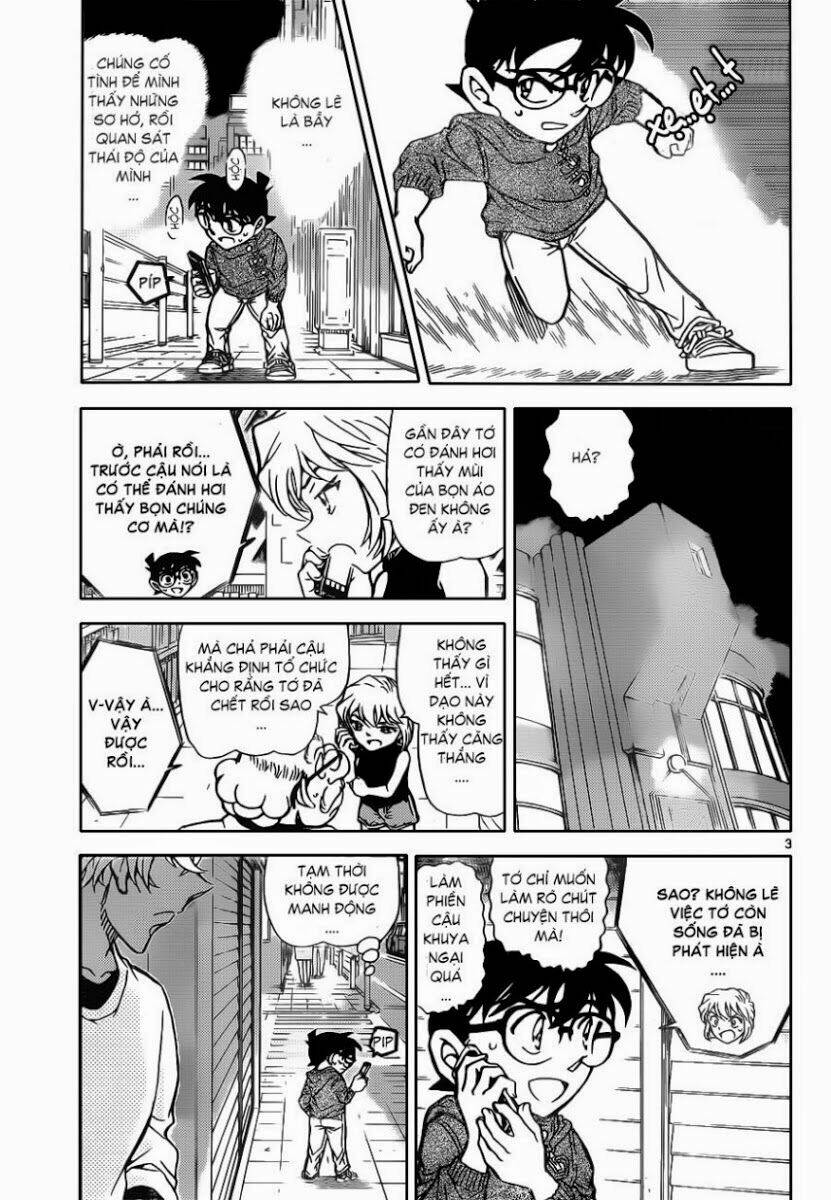 XẸ...ẸT...T
KHÔNG LẼ
LÀ BẪY
...
CHÚNG CỐ
TÌNH ĐỂ MÌNH
THẤY NHỮNG
SƠ HỞ, RỒI
QUAN SÁT
THÁI ĐỘ CỦA
MÌNH
...
HỘC
HỘC
PÍP
HẢ?
GẦN ĐÂY TỚ
CÓ ĐÁNH HƠI
THẤY MÙI
CỦA BỌN ÁO
ĐEN KHÔNG
ẤY À?
Ờ, PHẢI RỒI...
TRƯỚC CẬU NÓI LÀ
CÓ THỂ ĐÁNH HƠI
THẤY BỌN CHÚNG
CƠ MÀ!?
KHÔNG
THẤY GÌ
HẾT... VÌ
DẠO NÀY
KHÔNG
THẤY CĂNG
THẲNG
....
MÀ CHẢ PHẢI CẬU
KHẲNG ĐỊNH TỔ CHỨC
CHO RẰNG TỚ ĐÃ
CHẾT RỒI SAO
...
V-VẬY À...
VẬY
ĐƯỢC
RỒI...
3
SAO? KHÔNG LẼ
VIỆC TỚ CÒN
SỐNG ĐÃ BỊ
PHÁT HIỆN À
....
TỚ CHỈ MUỐN
LÀM RÕ CHÚT
CHUYỆN THÔI
MÀ!
LÀM
PHIỀN
CẬU
KHUYA
NGẠI
QUÁ
...
TẠM THỜI
KHÔNG ĐƯỢC
MANH ĐỘNG
....
PÍP